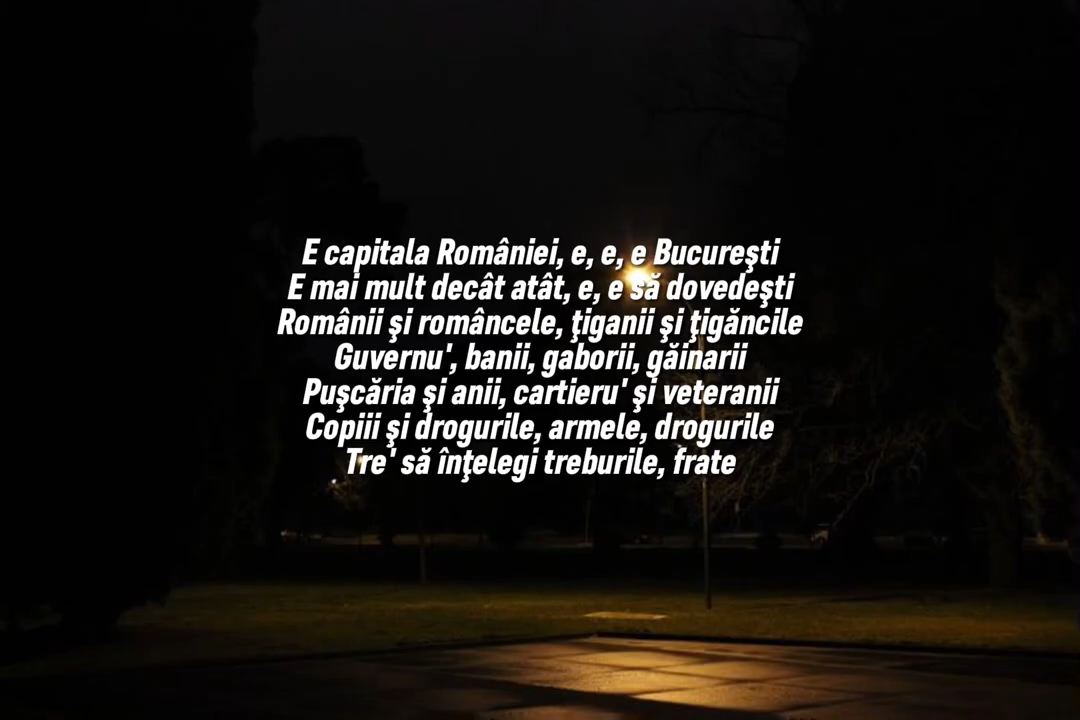 E capitala României, e, e, e Bucureşti
E mai mult decât atât, e, e să dovedeşti
Românii şi româncele, ţiganii şi ţigăncile
Guvernu', banii, gaborii, găinarii
Puşcăria şi anii, cartieru' şi veteranii
Copiii şi drogurile, armele, drogurile
Tre' să înţelegi treburile, frate